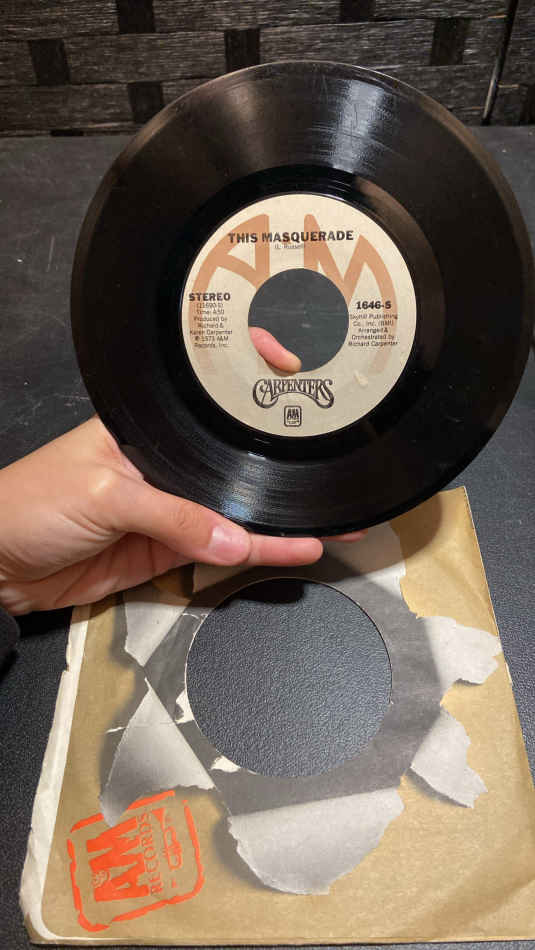 THIS MASQUERADE
(L. Russell)
STEREO
(11690-S)
Time: 4:50
Produced by
Richard &
Karen Carpenter
℗ 1973 A&M
Records, Inc.
1646-S
Skyhill Publishing
Co., Inc. (BMI)
Arranged &
Orchestrated by
Richard Carpenter
CARPENTERS
A&M
A&M
RECORDS